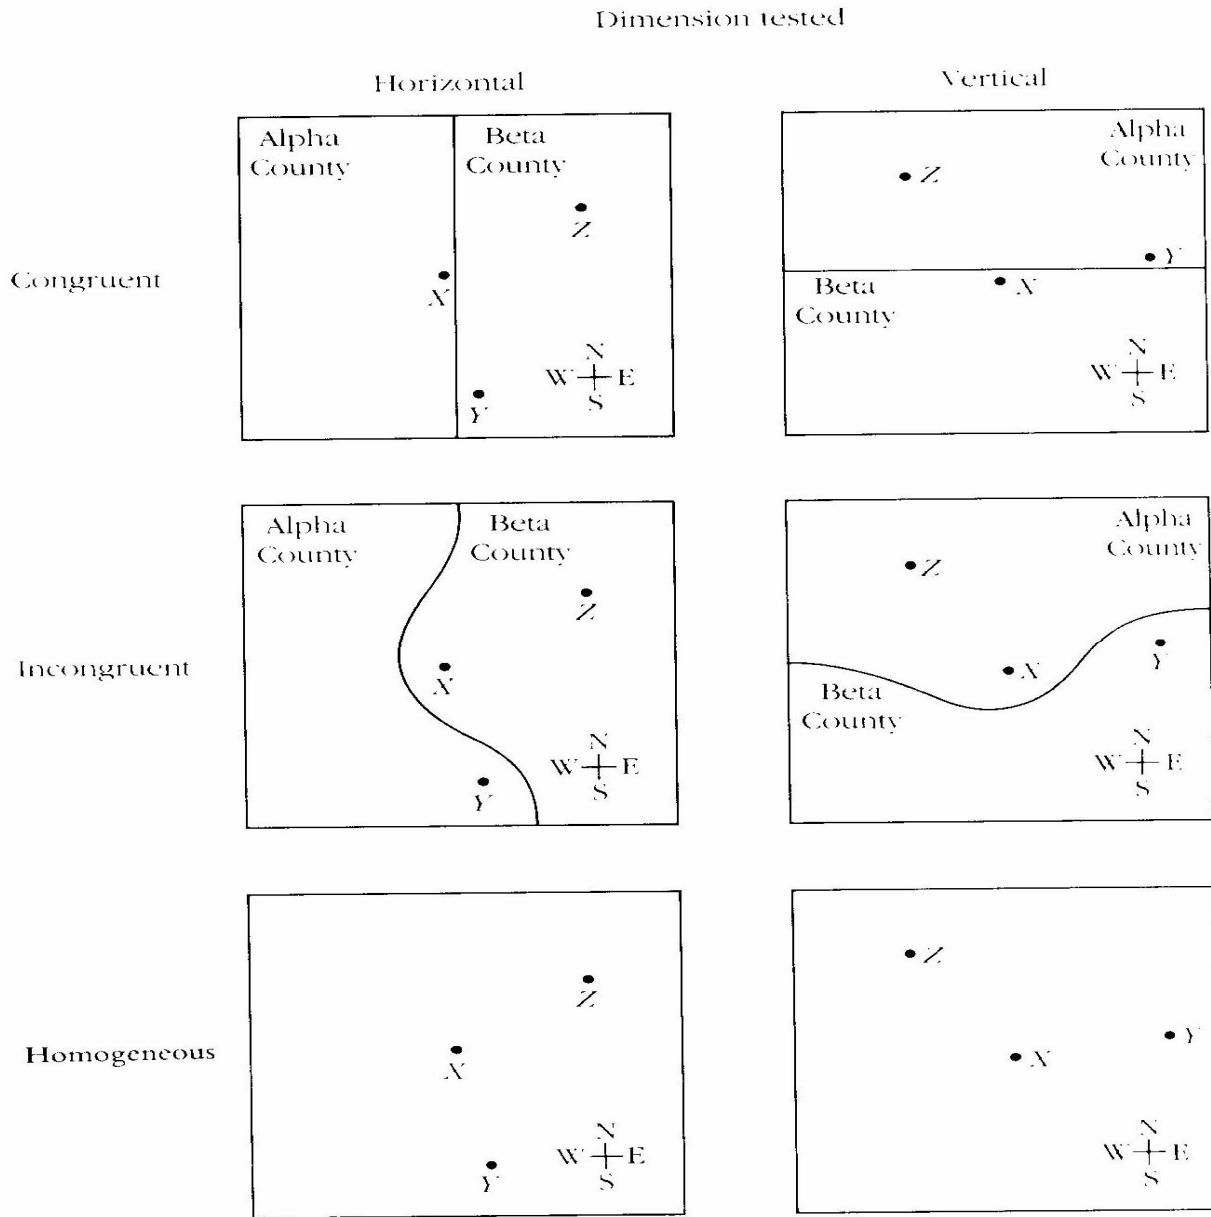 Dimension tested
Horizontal
Vertical
Congruent
Alpha
County
Beta
County
Z
X
Y
N
W E
S
Alpha
County
Z
Y
Beta
County
X
N
W E
S
Incongruent
Alpha
County
Beta
County
Z
X
Y
N
W E
S
Alpha
County
Z
X
Y
Beta
County
N
W E
S
Homogeneous
Z
X
Y
N
W E
S
Z
Y
X
N
W E
S